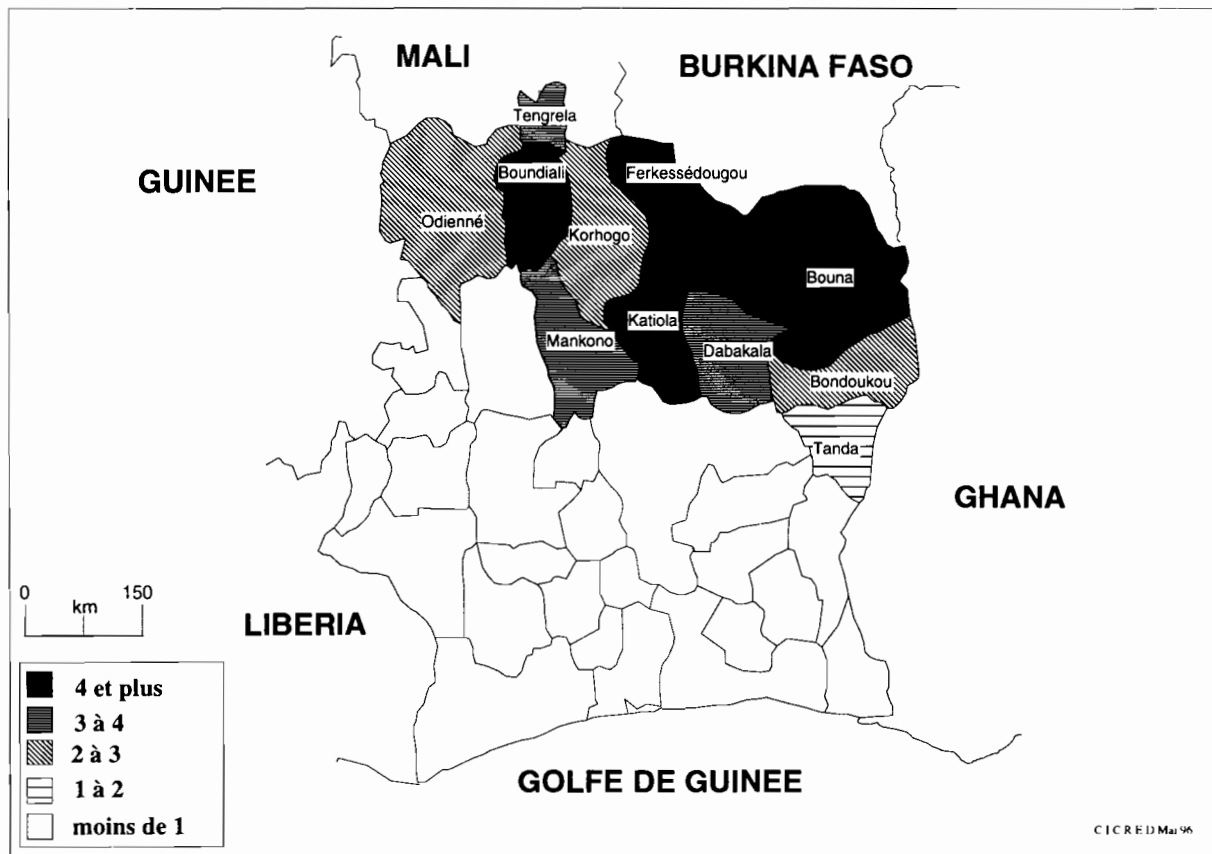 MALI
BURKINA FASO
Tengrela
GUINEE
Boundiali
Ferkessédougou
Odienné
Korhogo
Bouna
Katiola
Mankono
Dabakala
Bondoukou
Tanda
GHANA
0 150
km
LIBERIA
4 et plus
3 à 4
2 à 3
1 à 2
moins de 1
GOLFE DE GUINEE
CICRED Mai 96